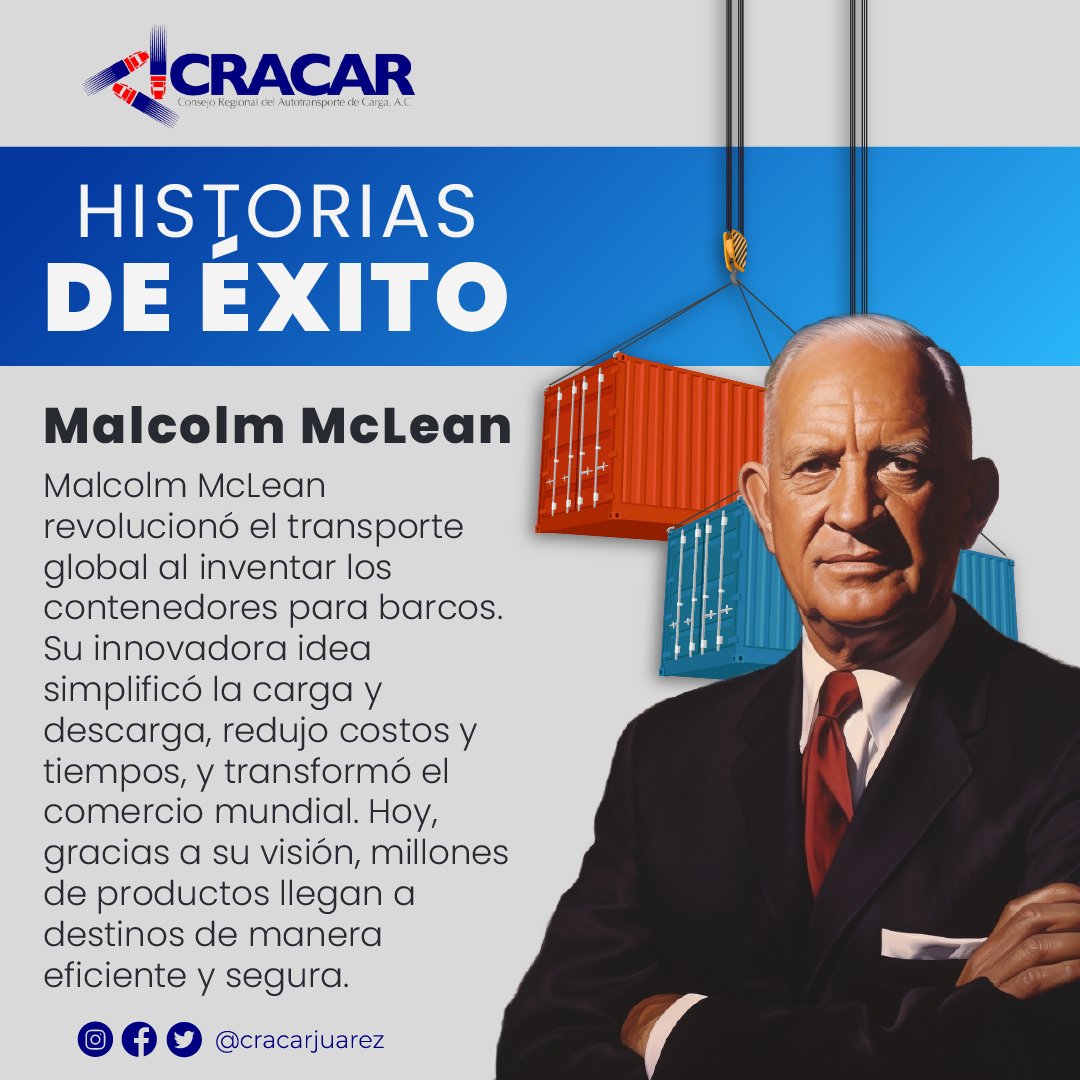 CRACAR
Consejo Regional del Autotransporte de Carga, A.C
HISTORIAS
DE ÉXITO
Malcolm McLean
Malcolm McLean
revolucionó el transporte
global al inventar los
contenedores para barcos.
Su innovadora idea
simplificó la carga y
descarga, redujo costos y
tiempos, y transformó el
comercio mundial. Hoy,
gracias a su visión, millones
de productos llegan a
destinos de manera
eficiente y segura.
@cracarjuarez